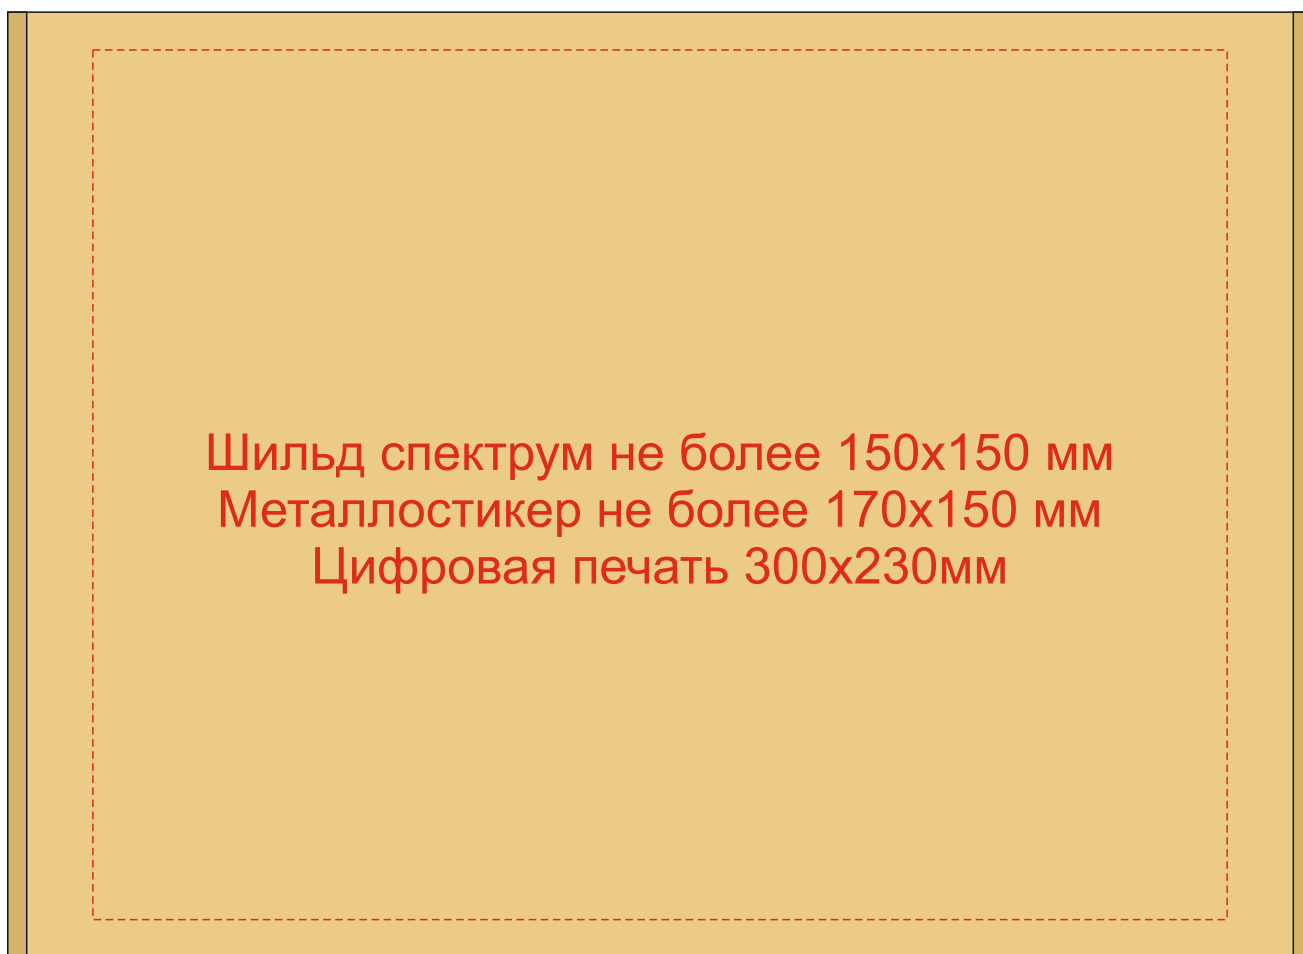 Шильд спектрум не более 150х150 мм
Металлостикер не более 170х150 мм
Цифровая печать 300х230мм